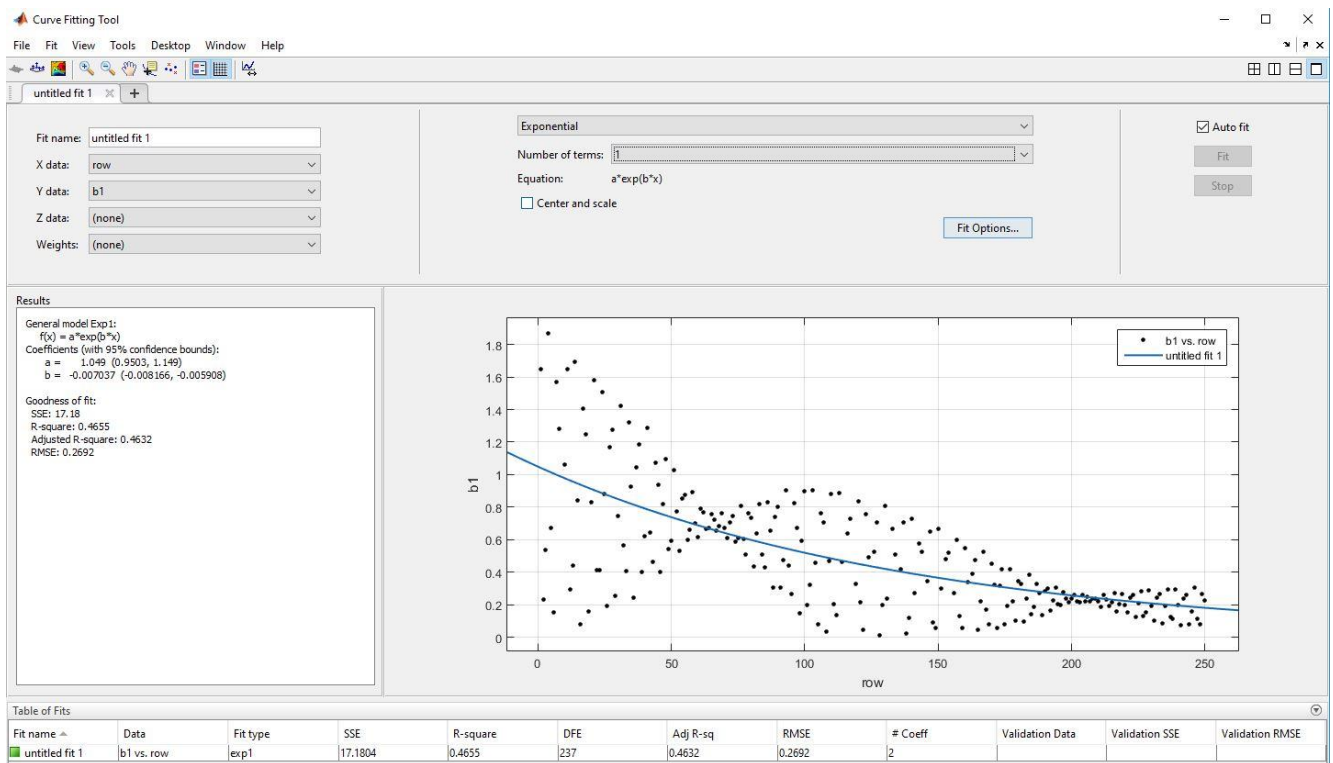 Curve Fitting Tool
File Fit View Tools Desktop Window Help
untitled fit 1
Fit name: untitled fit 1
X data: row
Y data: b1
Z data: (none)
Weights: (none)
Exponential
Number of terms: 1
Equation: a*exp(b*x)
Center and scale
Fit Options...
Auto fit
Fit
Stop
Results
General model Exp1:
f(x) = a*exp(b*x)
Coefficients (with 95% confidence bounds):
a = 1.049 (0.9503, 1.149)
b = -0.007037 (-0.008166, -0.005908)
Goodness of fit:
SSE: 17.18
R-square: 0.4655
Adjusted R-square: 0.4632
RMSE: 0.2692
b1 vs. row
untitled fit 1
1.8
1.6
1.4
1.2
1
0.8
0.6
0.4
0.2
0
b1
0 50 100 150 200 250
row
Table of Fits
Fit name Data Fit type SSE R-square DFE Adj R-sq RMSE # Coeff Validation Data Validation SSE Validation RMSE
untitled fit 1 b1 vs. row exp1 17.1804 0.4655 237 0.4632 0.2692 2